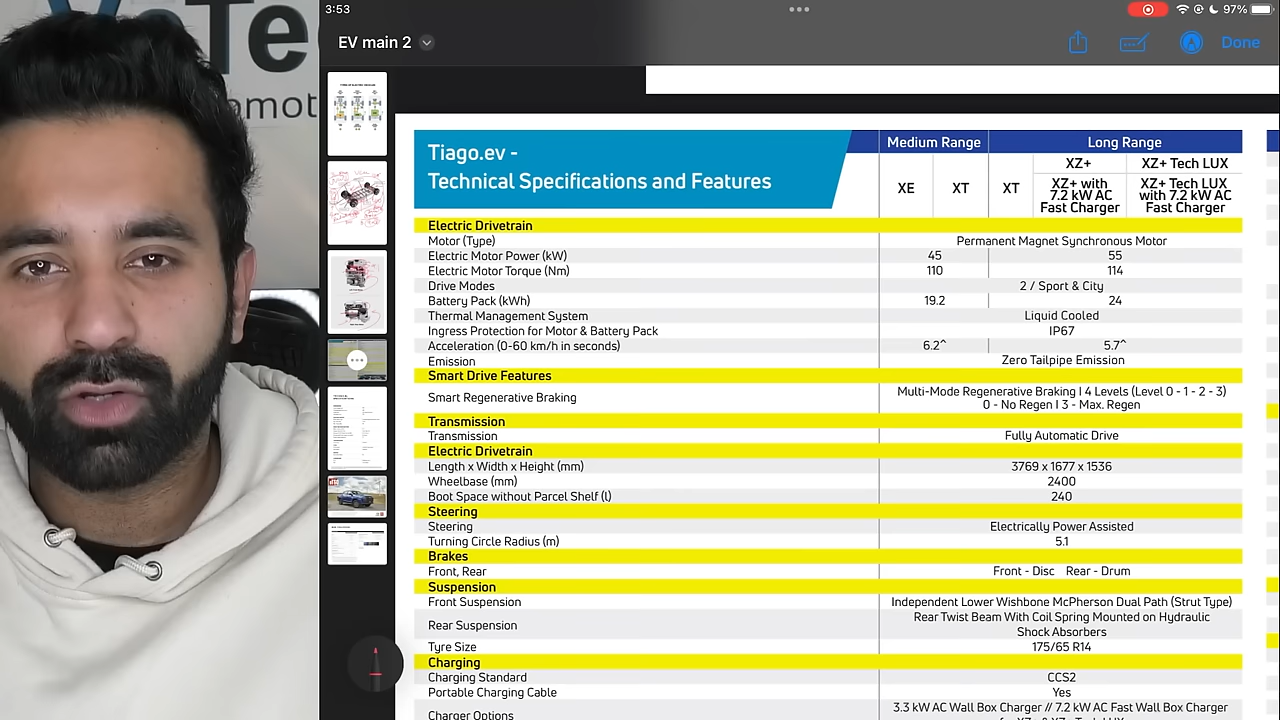 3:53
97%
EV main 2
Done
Tiago.ev -
Technical Specifications and Features
Medium Range
Long Range
XE
XT
XT
XZ+
XZ+ with
7.2 kW AC
Fast Charger
XZ+ Tech LUX
XZ+ Tech LUX
with 7.2 kW AC
Fast Charger
Electric Drivetrain
Motor (Type) Permanent Magnet Synchronous Motor
Electric Motor Power (kW) 45 55
Electric Motor Torque (Nm) 110 114
Drive Modes 2 / Sport & City
Battery Pack (kWh) 19.2 24
Thermal Management System Liquid Cooled
Ingress Protection for Motor & Battery Pack IP67
Acceleration (0-60 km/h in seconds) 6.2^ 5.7^
Emission Zero Tailpipe Emission
Smart Drive Features
Smart Regenerative Braking Multi-Mode Regenerative Braking | 4 Levels (Level 0 - 1 - 2 - 3)
0 - No Regen | 3 - Max. Regen
Transmission
Transmission Fully Automatic Drive
Electric Drivetrain
Length x Width x Height (mm) 3769 x 1677 x 1536
Wheelbase (mm) 2400
Boot Space without Parcel Shelf (l) 240
Steering
Steering Electrically Power Assisted
Turning Circle Radius (m) 5.1
Brakes
Front, Rear Front - Disc Rear - Drum
Suspension
Front Suspension Independent Lower Wishbone McPherson Dual Path (Strut Type)
Rear Suspension Rear Twist Beam With Coil Spring Mounted on Hydraulic
Shock Absorbers
Tyre Size 175/65 R14
Charging
Charging Standard CCS2
Portable Charging Cable Yes
Charger Options 3.3 kW AC Wall Box Charger // 7.2 kW AC Fast Wall Box Charger